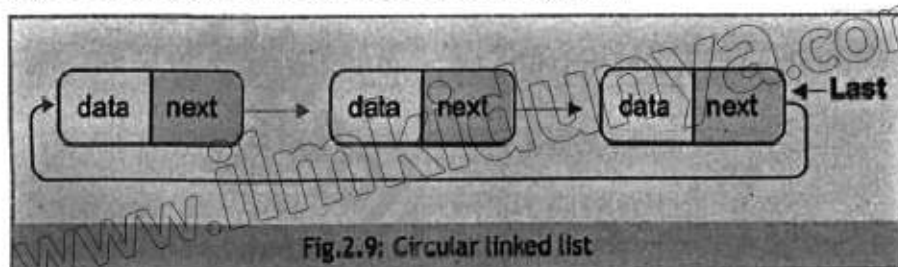 data next data next data next Last
Fig.2.9: Circular linked list
www.ilmkidunya.com